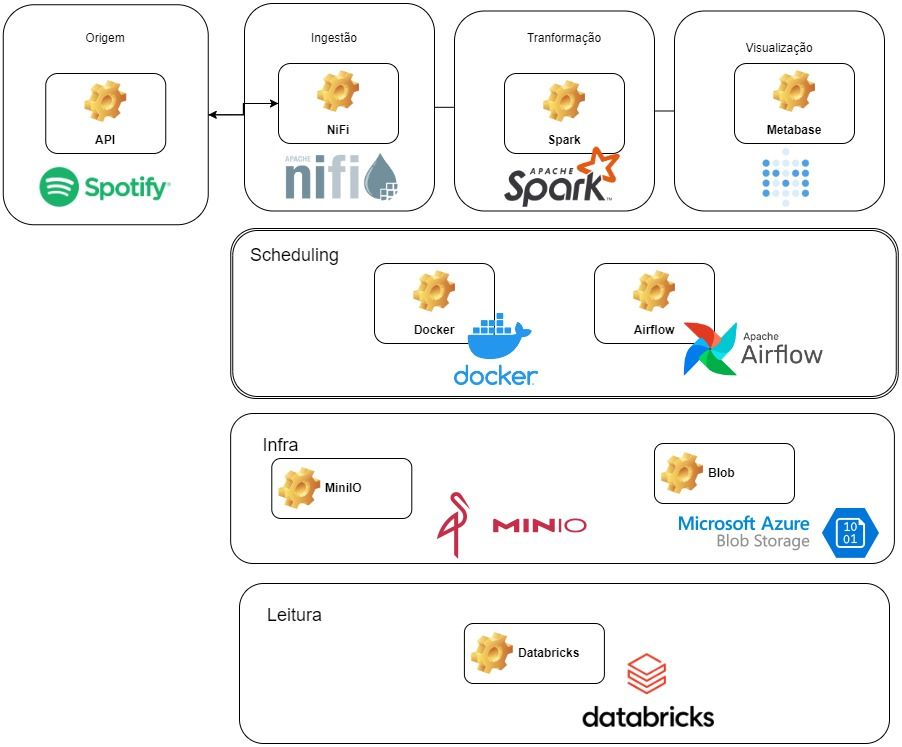 Origem
API
Spotify®
Ingestão
NiFi
APACHE
nifi
Tranformação
Spark
APACHE
Spark™
Visualização
Metabase
Scheduling
Docker
docker
Airflow
Apache
Airflow
Infra
MiniIO
MINIO
Blob
Microsoft Azure
Blob Storage
10
01
Leitura
Databricks
databricks